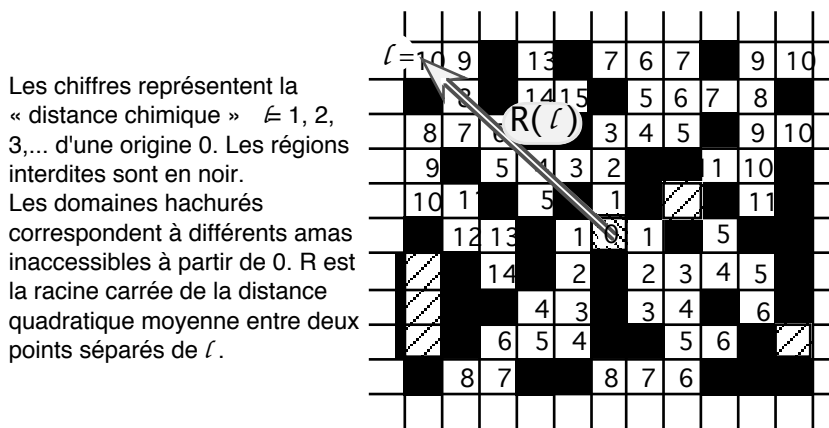 Les chiffres représentent la
« distance chimique » ℓ= 1, 2,
3,... d'une origine 0. Les régions
interdites sont en noir.
Les domaines hachurés
correspondent à différents amas
inaccessibles à partir de 0. R est
la racine carrée de la distance
quadratique moyenne entre deux
points séparés de ℓ.
ℓ=10 9 13 7 6 7 9 10
8 14 15 5 6 7 8
R(ℓ)
8 7 6 3 4 5 9 10
9 5 4 3 2 11 10
10 11 5 1 11
12 13 1 0 1 5
14 2 2 3 4 5
4 3 3 4 6
6 5 4 5 6
8 7 8 7 6